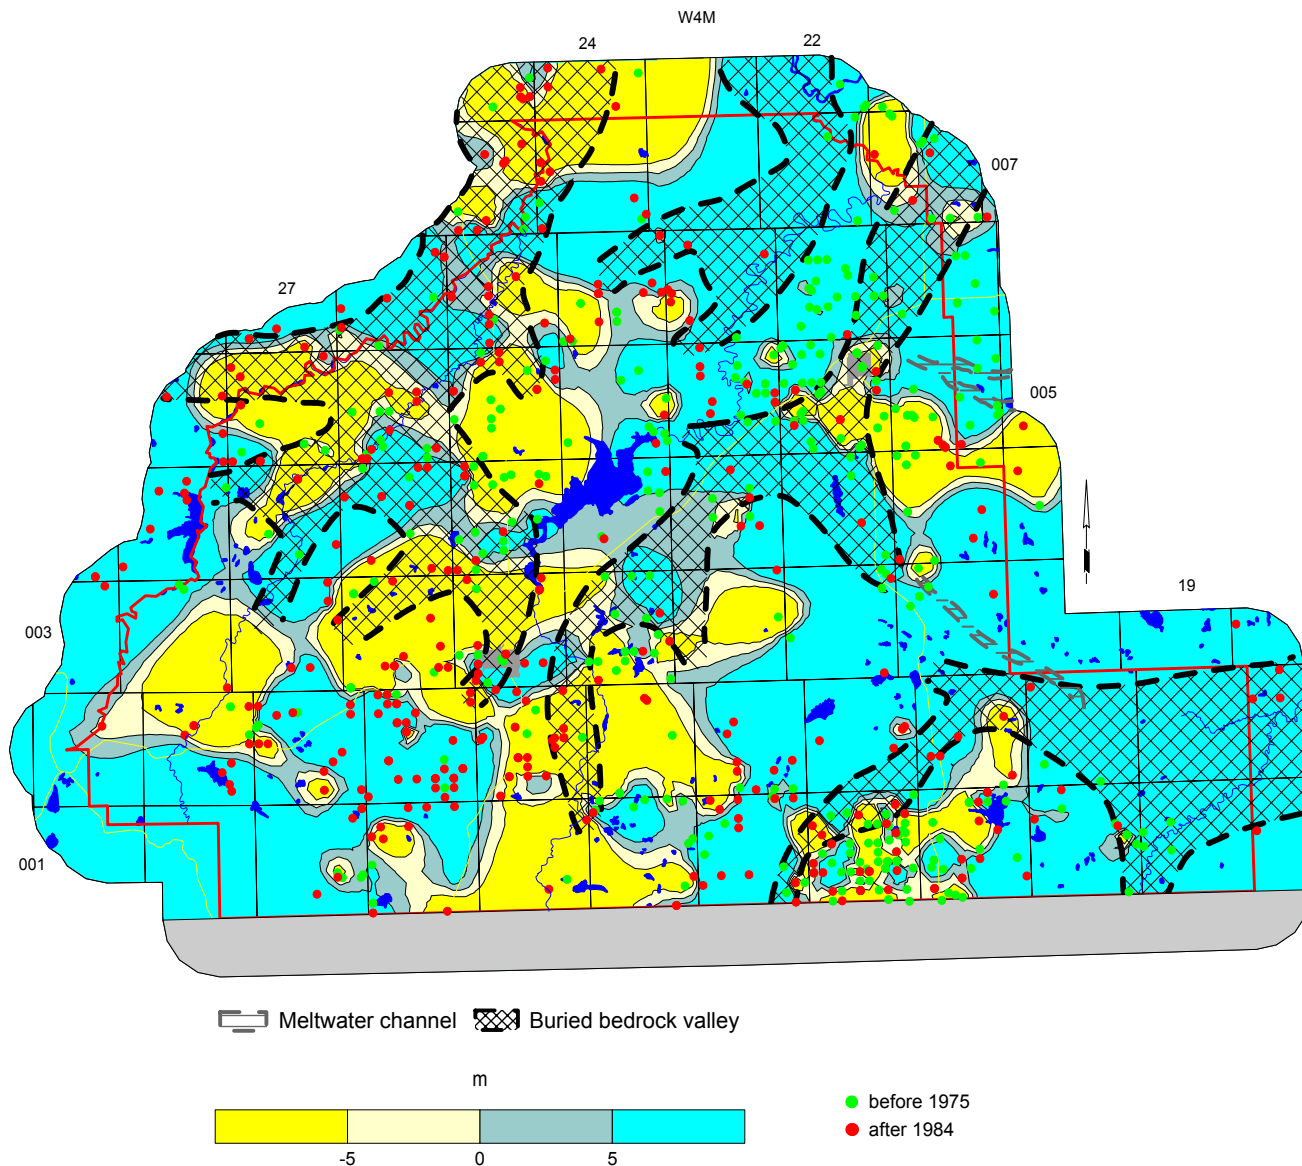 W4M
24
22
007
27
005
19
003
001
Meltwater channel
Buried bedrock valley
m
-5
0
5
before 1975
after 1984